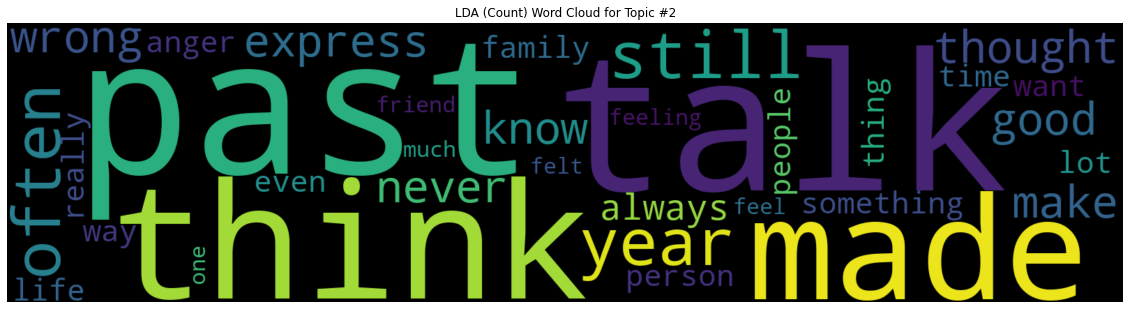 LDA (Count) Word Cloud for Topic #2
wrong anger express family still thought
past talk time want
friend thing
often really much know feeling people good
felt lot
even never
think way always feel something make
year made
one person
life